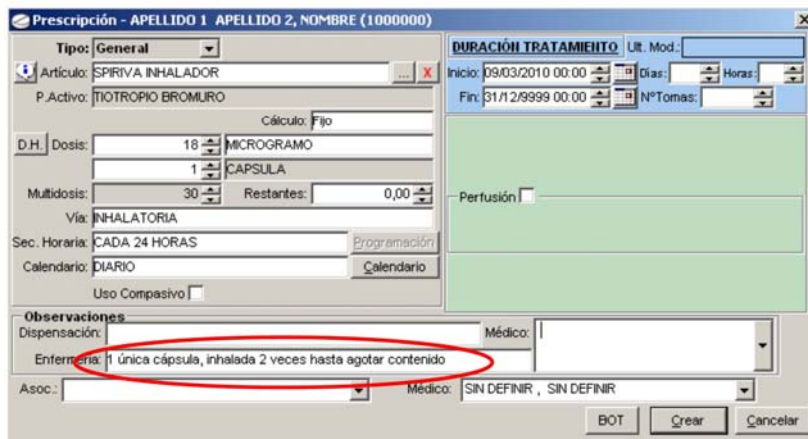 Prescripción - APELLIDO 1 APELLIDO 2, NOMBRE (1000000)
Tipo: General
Artículo: SPIRIVA INHALADOR ... X
P.Activo: TIOTROPIO BROMURO
Cálculo: Fijo
D.H. Dosis: 18 MICROGRAMO
1 CAPSULA
Multidosis: 30 Restantes: 0,00
Vía: INHALATORIA
Sec. Horaria: CADA 24 HORAS Programación
Calendario: DIARIO Calendario
Uso Compasivo
DURACIÓN TRATAMIENTO Ult. Mod.:
Inicio: 09/03/2010 00:00 Días: Horas:
Fin: 31/12/9999 00:00 NºTomas:
Perfusión
Observaciones
Dispensación: Médico:
Enfermería: 1 única cápsula, inhalada 2 veces hasta agotar contenido
Asoc.: Médico: SIN DEFINIR , SIN DEFINIR
BOT Crear Cancelar